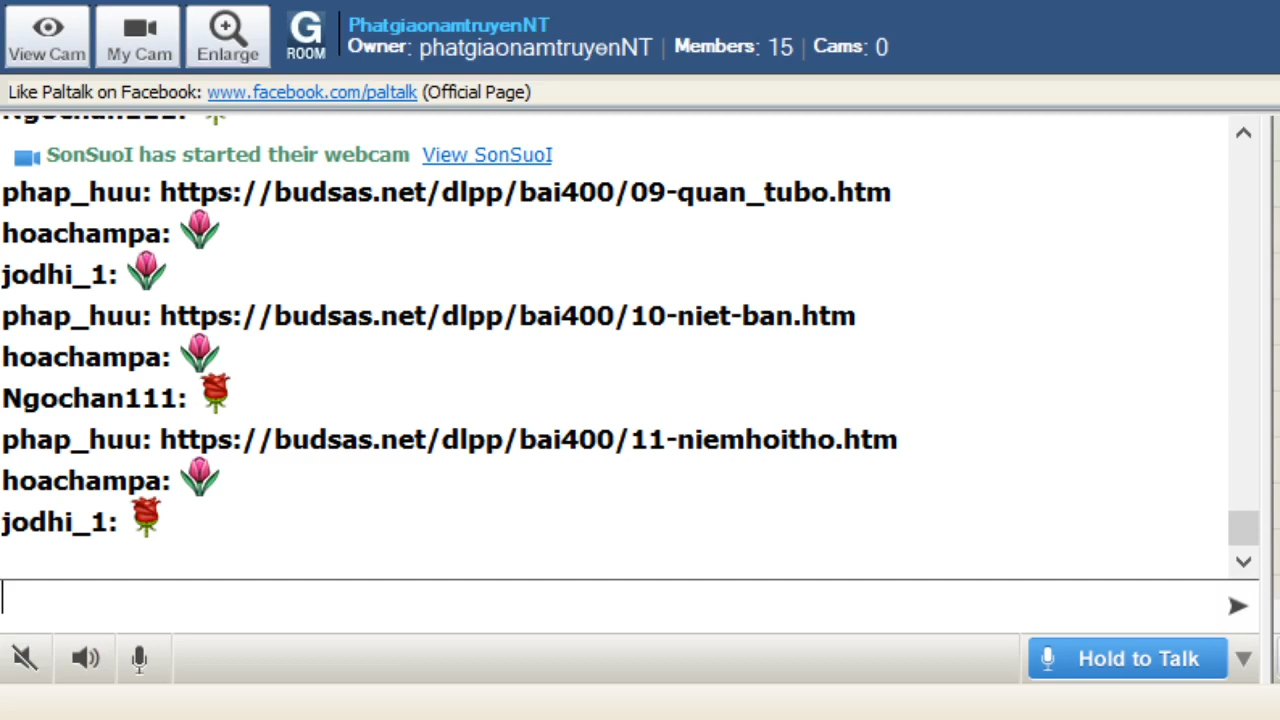 View Cam
My Cam
Enlarge
G
ROOM
PhatgiaonamtruyenNT
Owner: phatgiaonamtruyenNT | Members: 15 | Cams: 0
Like Paltalk on Facebook: www.facebook.com/paltalk (Official Page)
Ngochan111:
SonSuoI has started their webcam View SonSuoI
phap_huu: https://budsas.net/dlpp/bai400/09-quan_tubo.htm
hoachampa:
jodhi_1:
phap_huu: https://budsas.net/dlpp/bai400/10-niet-ban.htm
hoachampa:
Ngochan111:
phap_huu: https://budsas.net/dlpp/bai400/11-niemhoitho.htm
hoachampa:
jodhi_1:
Hold to Talk